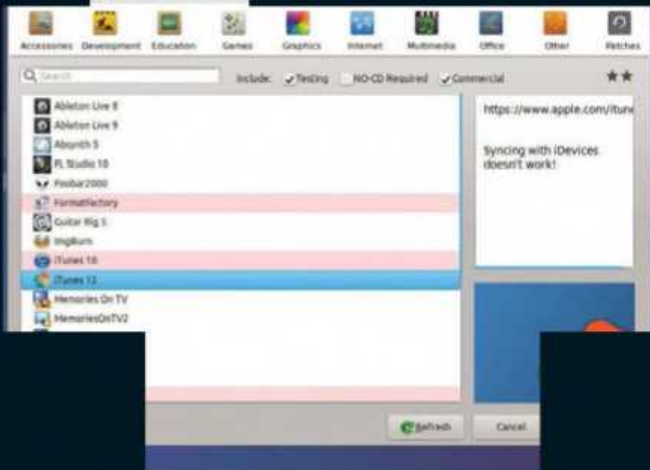 Accessories Development Education Games Graphics Internet Multimedia Office Other Patches
Search Include: Testing NO-CD Required Commercial
Ableton Live 8
Ableton Live 9
Absynth 5
FL Studio 10
Foobar2000
FormatFactory
Guitar Rig 5
ImgBurn
iTunes 10
iTunes 12
Memories On TV
MemoriesOnTV2
https://www.apple.com/itune
Syncing with iDevices
doesn't work!
Refresh Cancel